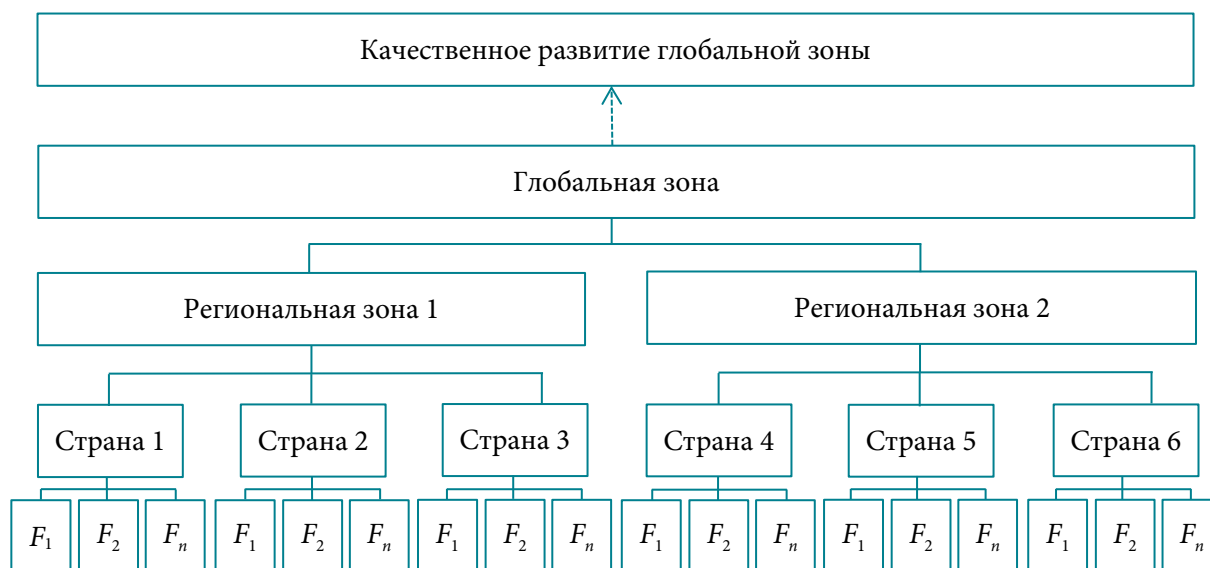 Качественное развитие глобальной зоны
Глобальная зона
Региональная зона 1 Региональная зона 2
Страна 1 Страна 2 Страна 3 Страна 4 Страна 5 Страна 6
F₁ F₂ Fₙ F₁ F₂ Fₙ F₁ F₂ Fₙ F₁ F₂ Fₙ F₁ F₂ Fₙ F₁ F₂ Fₙ